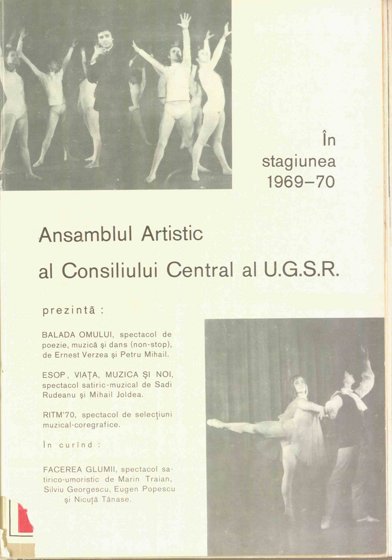 În
stagiunea
1969–70
Ansamblul Artistic
al Consiliului Central al U.G.S.R.
prezintă :
BALADA OMULUI, spectacol de
poezie, muzică şi dans (non-stop),
de Ernest Verzea şi Petru Mihail.
ESOP, VIAŢA, MUZICA ŞI NOI,
spectacol satiric-muzical de Sadi
Rudeanu şi Mihail Joldea.
RITM'70, spectacol de selecţiuni
muzical-coregrafice.
În curînd :
FACEREA GLUMII, spectacol sa-
tirico-umoristic de Marin Traian,
Silviu Georgescu, Eugen Popescu
şi Nicuţă Tănase.